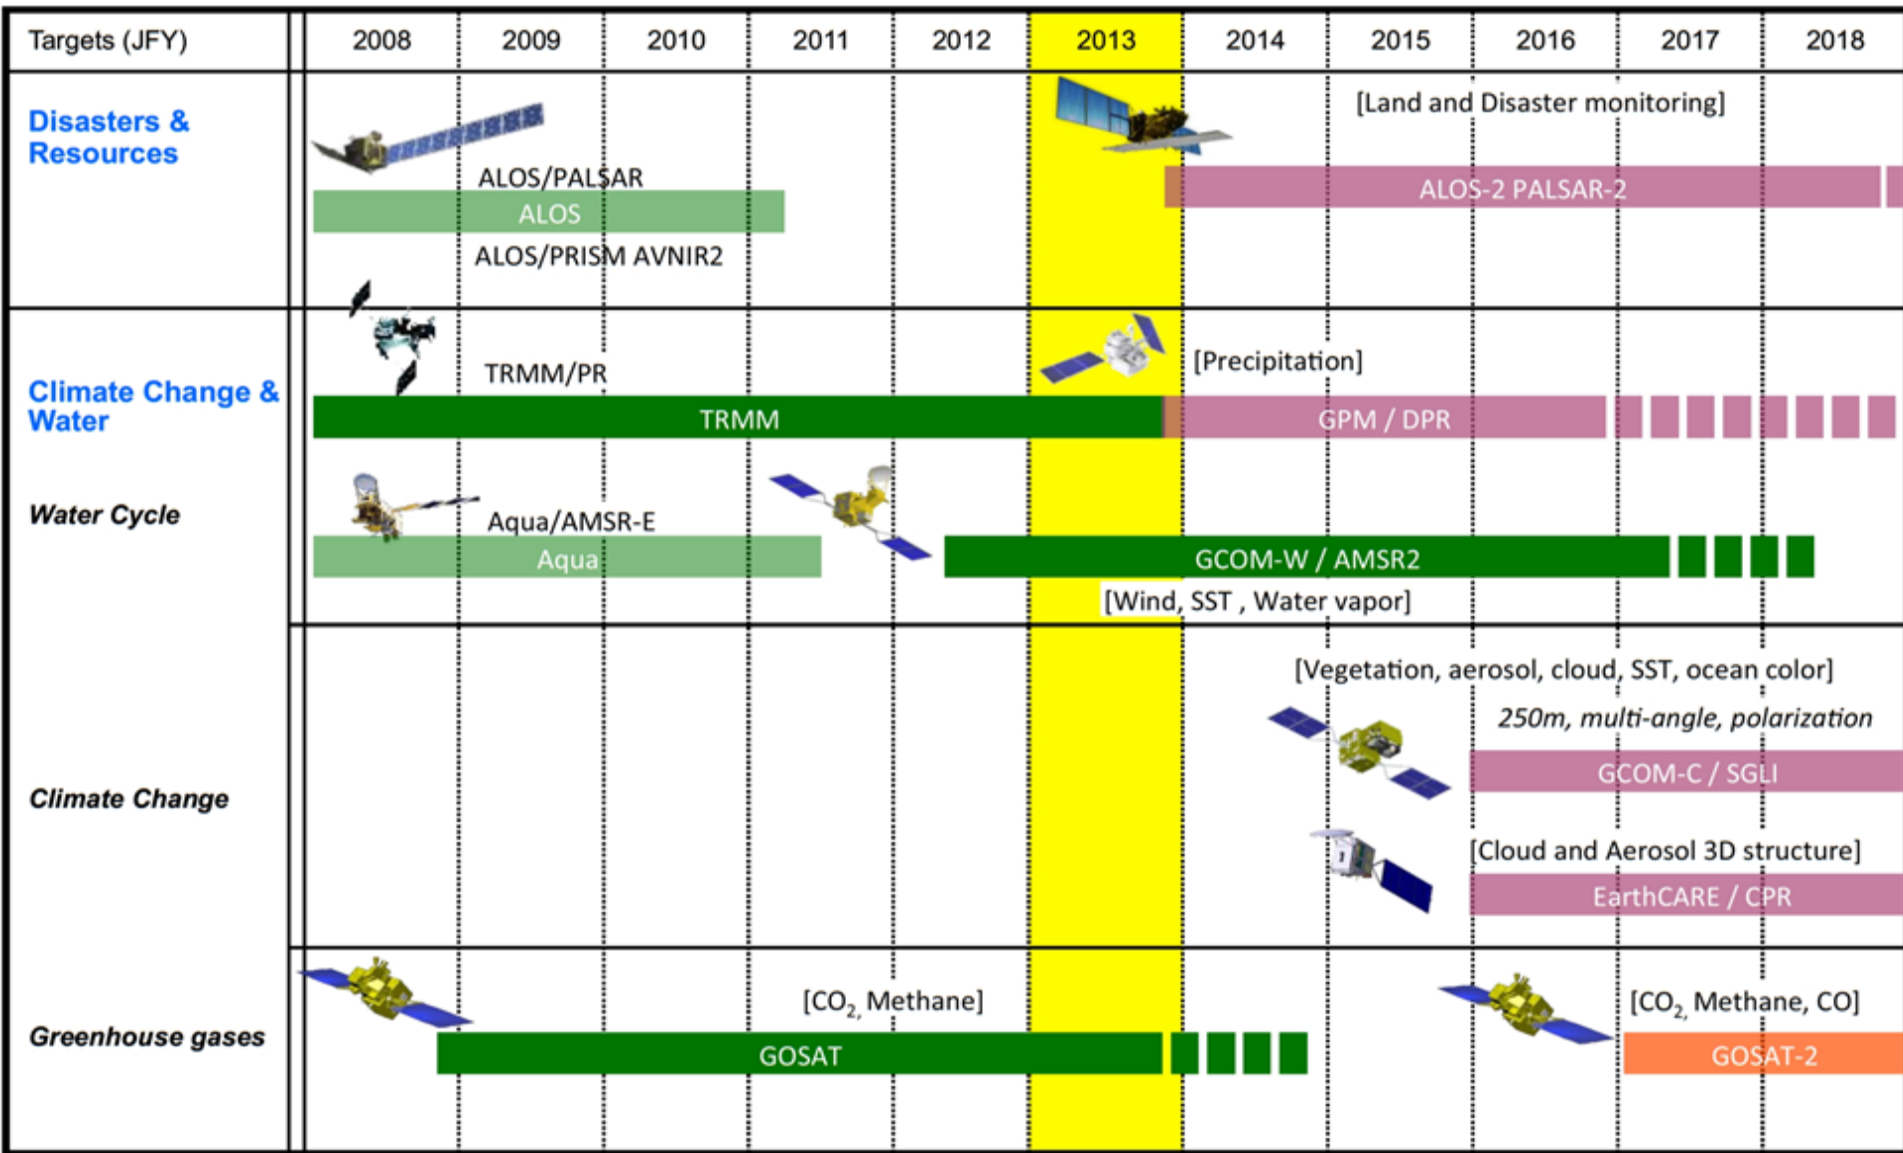 Targets (JFY) 2008 2009 2010 2011 2012 2013 2014 2015 2016 2017 2018
Disasters &
Resources
[Land and Disaster monitoring]
ALOS/PALSAR
ALOS
ALOS-2 PALSAR-2
ALOS/PRISM AVNIR2
Climate Change &
Water
TRMM/PR
[Precipitation]
TRMM
GPM / DPR
Water Cycle
Aqua/AMSR-E
Aqua
GCOM-W / AMSR2
[Wind, SST , Water vapor]
Climate Change
[Vegetation, aerosol, cloud, SST, ocean color]
250m, multi-angle, polarization
GCOM-C / SGLI
[Cloud and Aerosol 3D structure]
EarthCARE / CPR
Greenhouse gases
[CO2, Methane]
GOSAT
[CO2, Methane, CO]
GOSAT-2